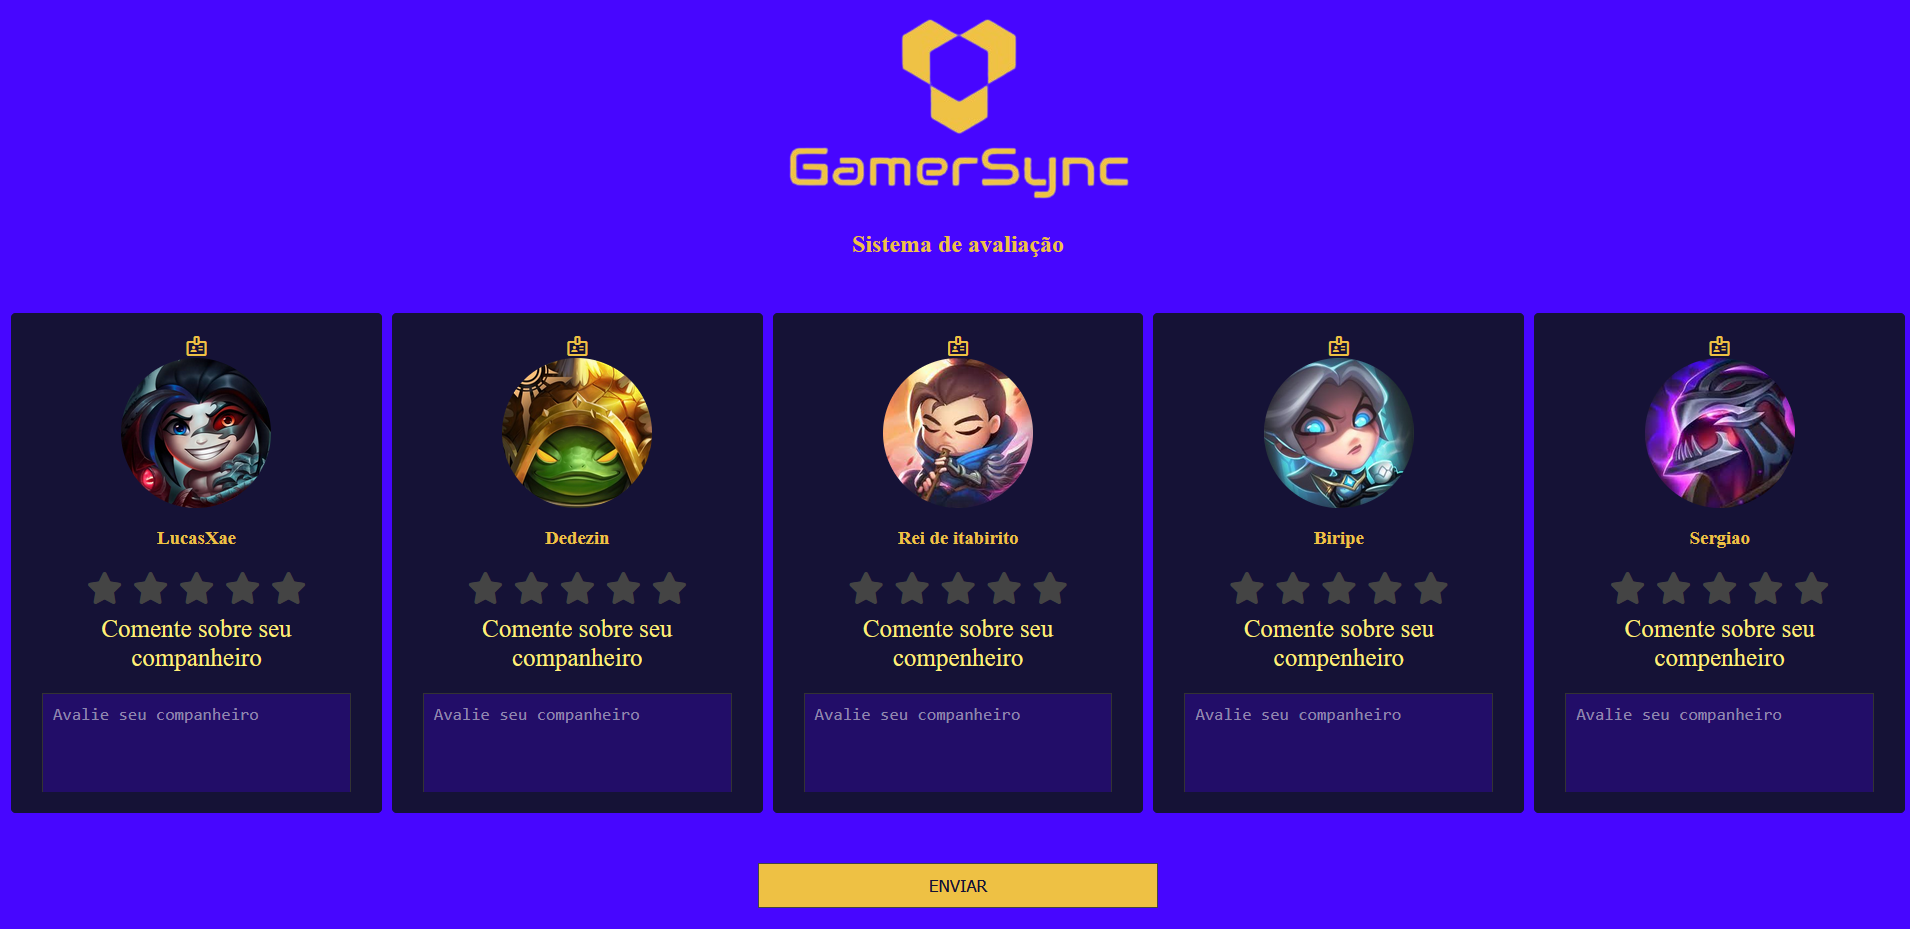 GamerSync
Sistema de avaliação
LucasXae
Comente sobre seu
companheiro
Avalie seu companheiro
Dedezin
Comente sobre seu
companheiro
Avalie seu companheiro
Rei de itabirito
Comente sobre seu
compenheiro
Avalie seu companheiro
Biripe
Comente sobre seu
compenheiro
Avalie seu companheiro
Sergiao
Comente sobre seu
compenheiro
Avalie seu companheiro
ENVIAR